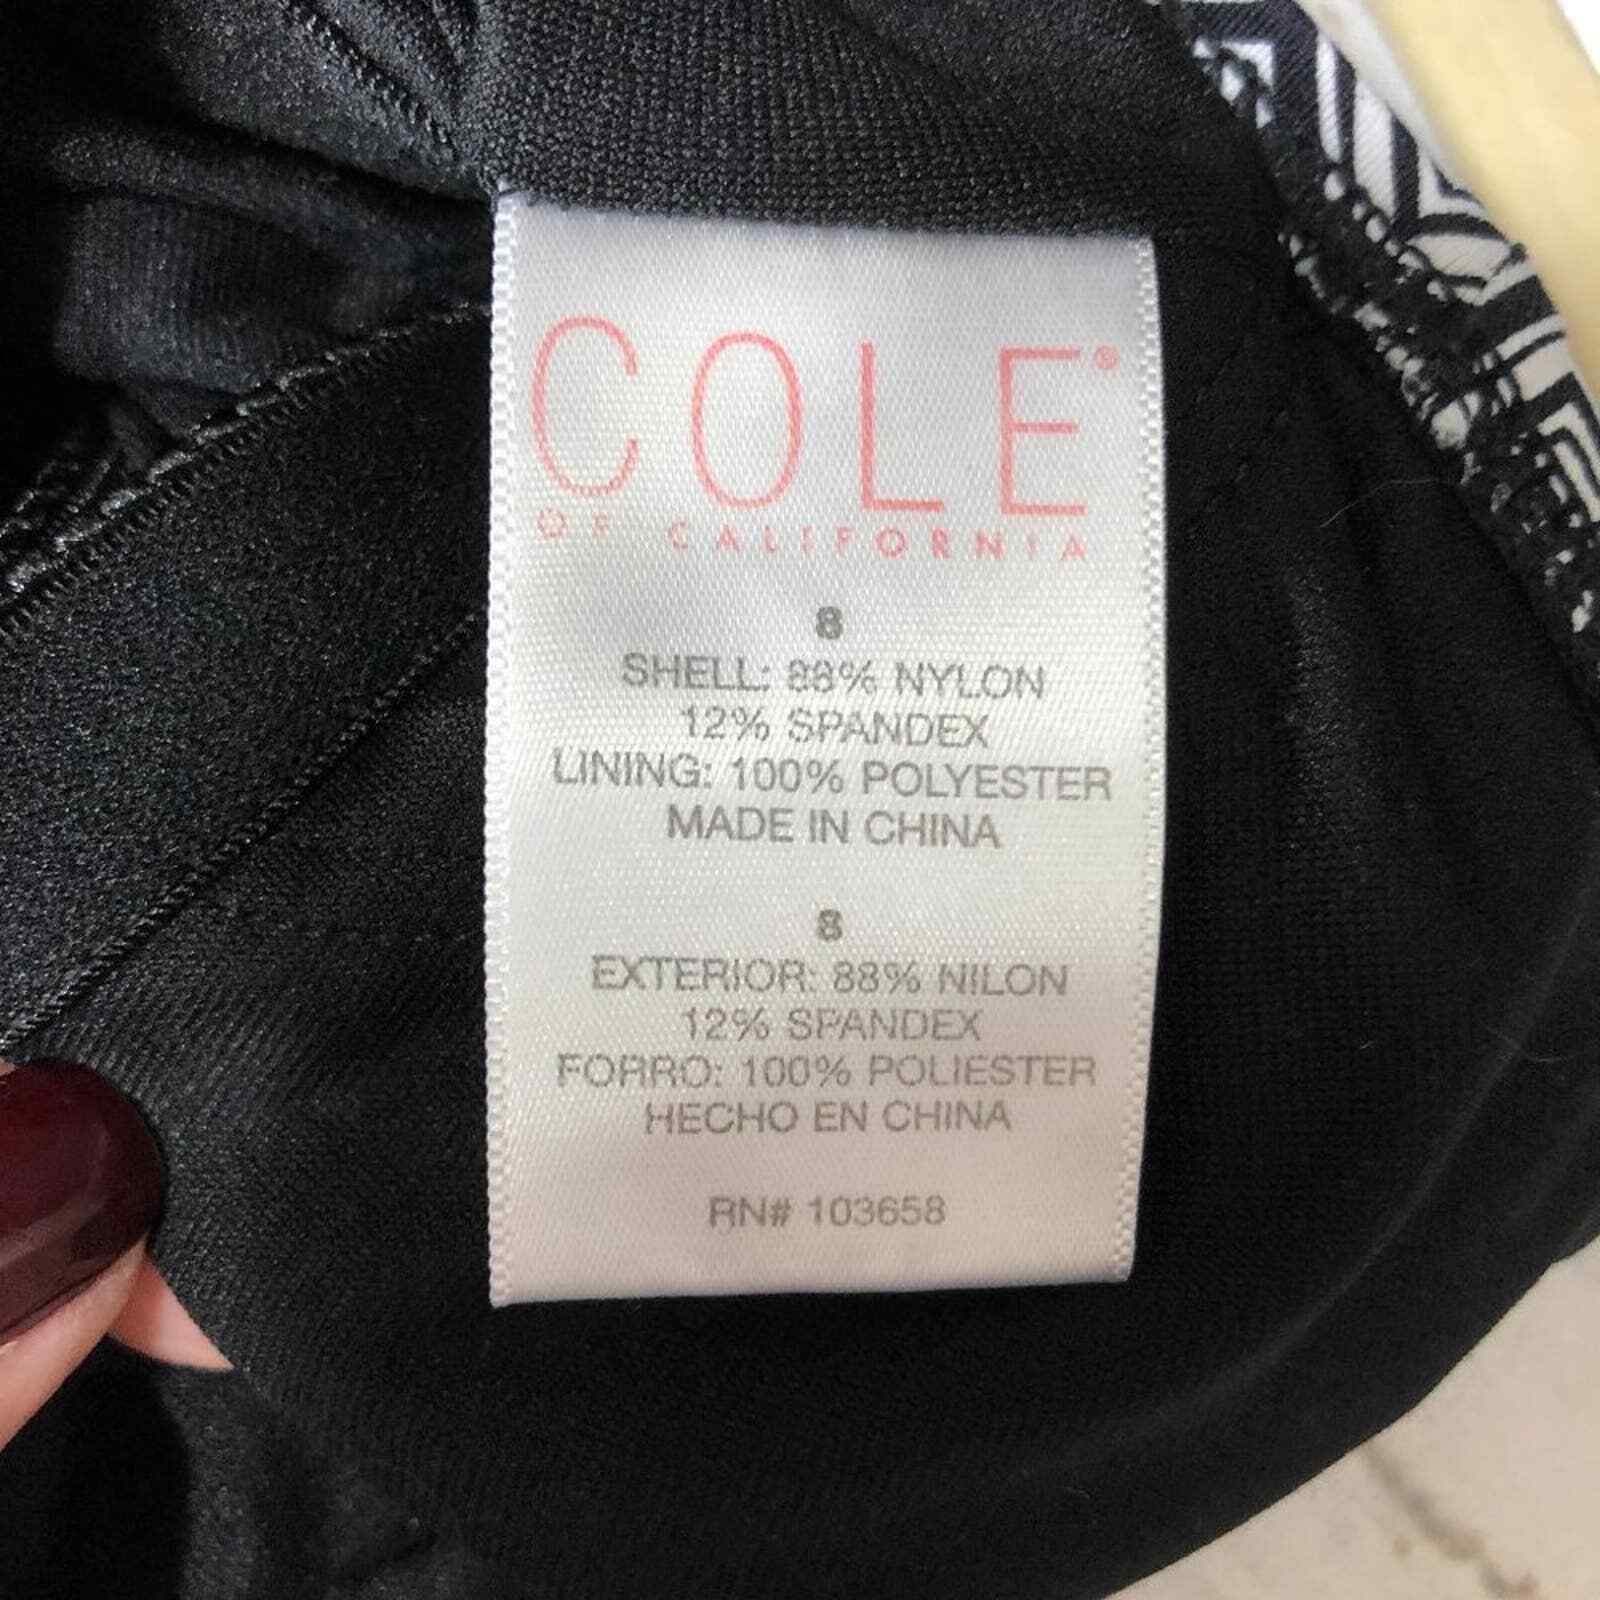 COLE®
OF CALIFORNIA
8
SHELL: 88% NYLON
12% SPANDEX
LINING: 100% POLYESTER
MADE IN CHINA
8
EXTERIOR: 88% NILON
12% SPANDEX
FORRO: 100% POLIESTER
HECHO EN CHINA
RN# 103658